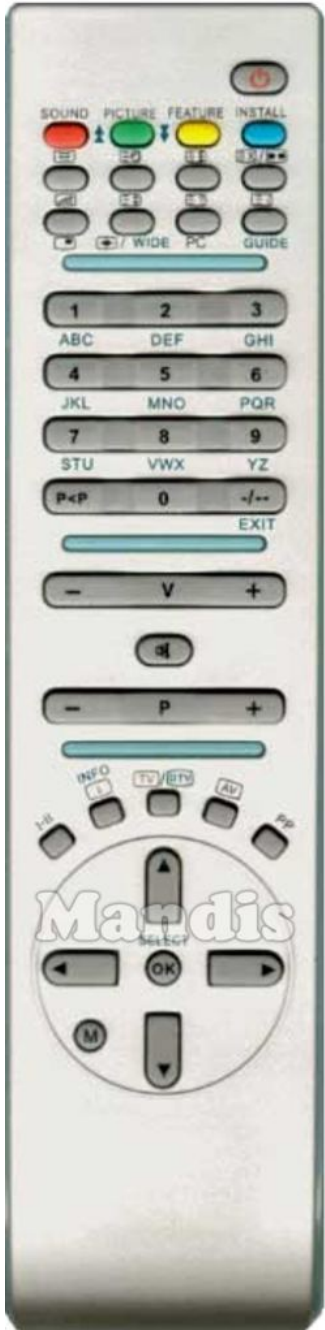 SOUND PICTURE FEATURE INSTALL
/ WIDE PC GUIDE
1 2 3
ABC DEF GHI
4 5 6
JKL MNO PQR
7 8 9
STU VWX YZ
P<P 0 -/--
EXIT
- V +
- P +
INFO
i TV/DTV AV
I-II PP
Mandis
SELECT
OK
M